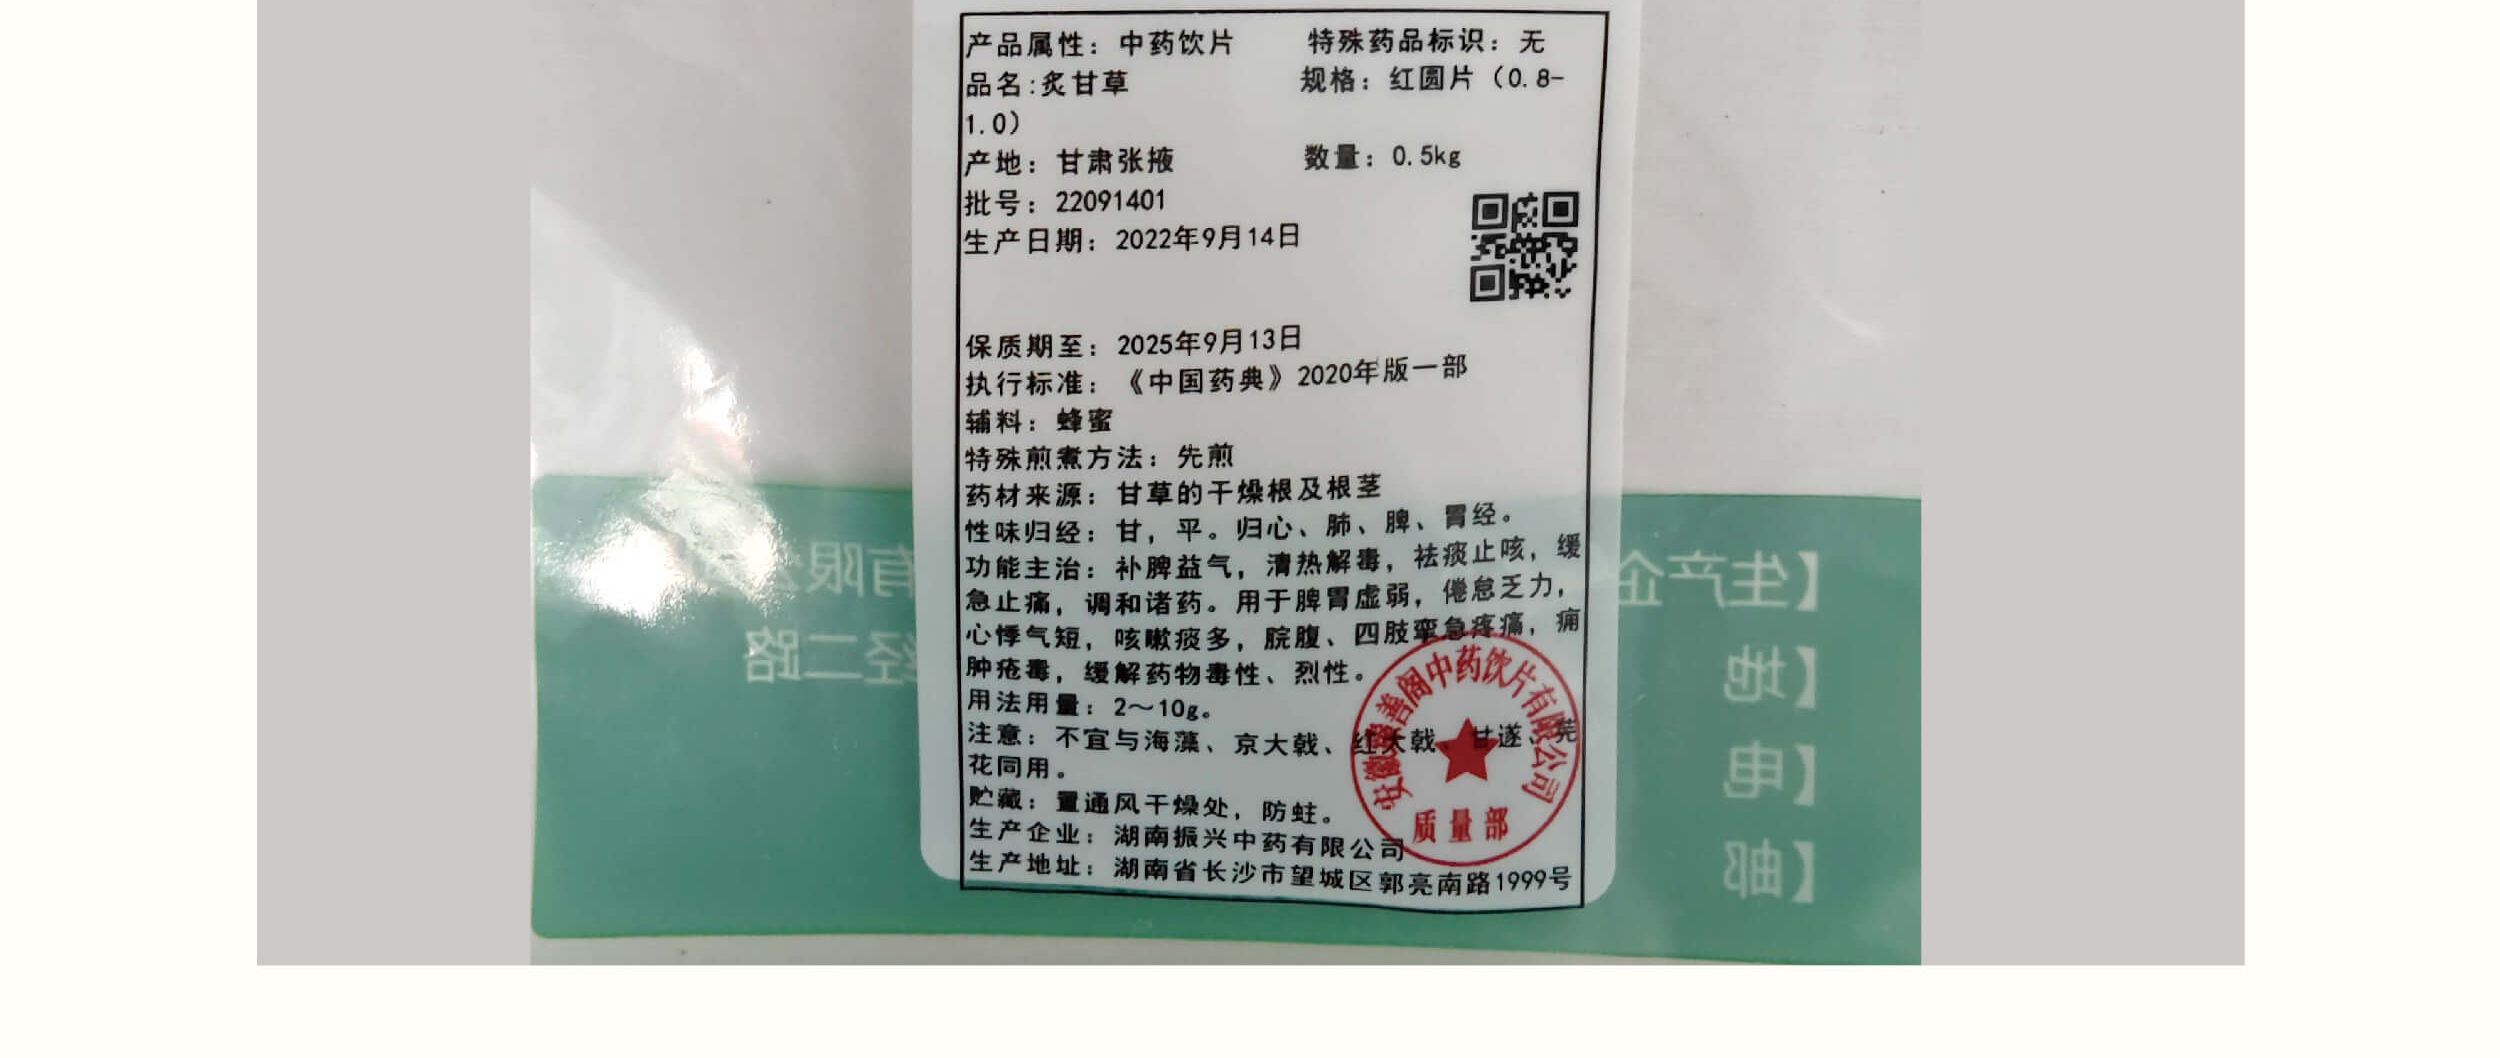 产品属性：中药饮片 特殊药品标识：无
品名:炙甘草 规格：红圆片（0.8-
1.0）
产地：甘肃张掖 数量：0.5kg
批号：22091401
生产日期：2022年9月14日
保质期至：2025年9月13日
执行标准：《中国药典》2020年版一部
辅料：蜂蜜
特殊煎煮方法：先煎
药材来源：甘草的干燥根及根茎
性味归经：甘，平。归心、肺、脾、胃经。
功能主治：补脾益气，清热解毒，祛痰止咳，缓
急止痛，调和诸药。用于脾胃虚弱，倦怠乏力，
心悸气短，咳嗽痰多，脘腹、四肢挛急疼痛，痈
肿疮毒，缓解药物毒性、烈性。
用法用量：2～10g。
注意：不宜与海藻、京大戟、红大戟、甘遂、芫
花同用。
贮藏：置通风干燥处，防蛀。
生产企业：湖南振兴中药有限公司
生产地址：湖南省长沙市望城区郭亮南路1999号
安徽善阁中药饮片有限公司
质量部
【生产企
有限
【地
经二路
【电
【邮